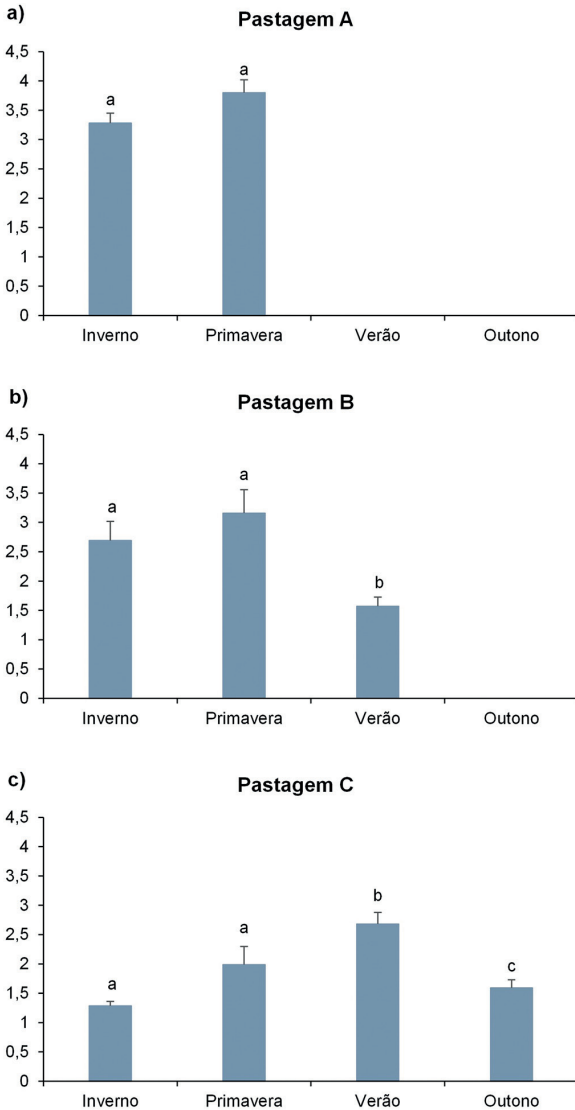 a)
Pastagem A
4,5
4
3,5
3
2,5
2
1,5
1
0,5
0
a
a
Inverno Primavera Verão Outono
b)
Pastagem B
4,5
4
3,5
3
2,5
2
1,5
1
0,5
0
a
a
b
Inverno Primavera Verão Outono
c)
Pastagem C
4,5
4
3,5
3
2,5
2
1,5
1
0,5
0
a
a
b
c
Inverno Primavera Verão Outono